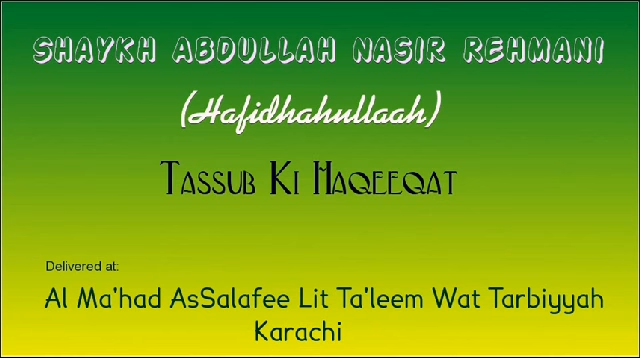 SHAYKH ABDULLAH NASIR REHMANI
(Hafidhahullaah)
TASSUB KI HAQEEQAT
Delivered at:
Al Ma'had AsSalafee Lit Ta'leem Wat Tarbiyyah
Karachi